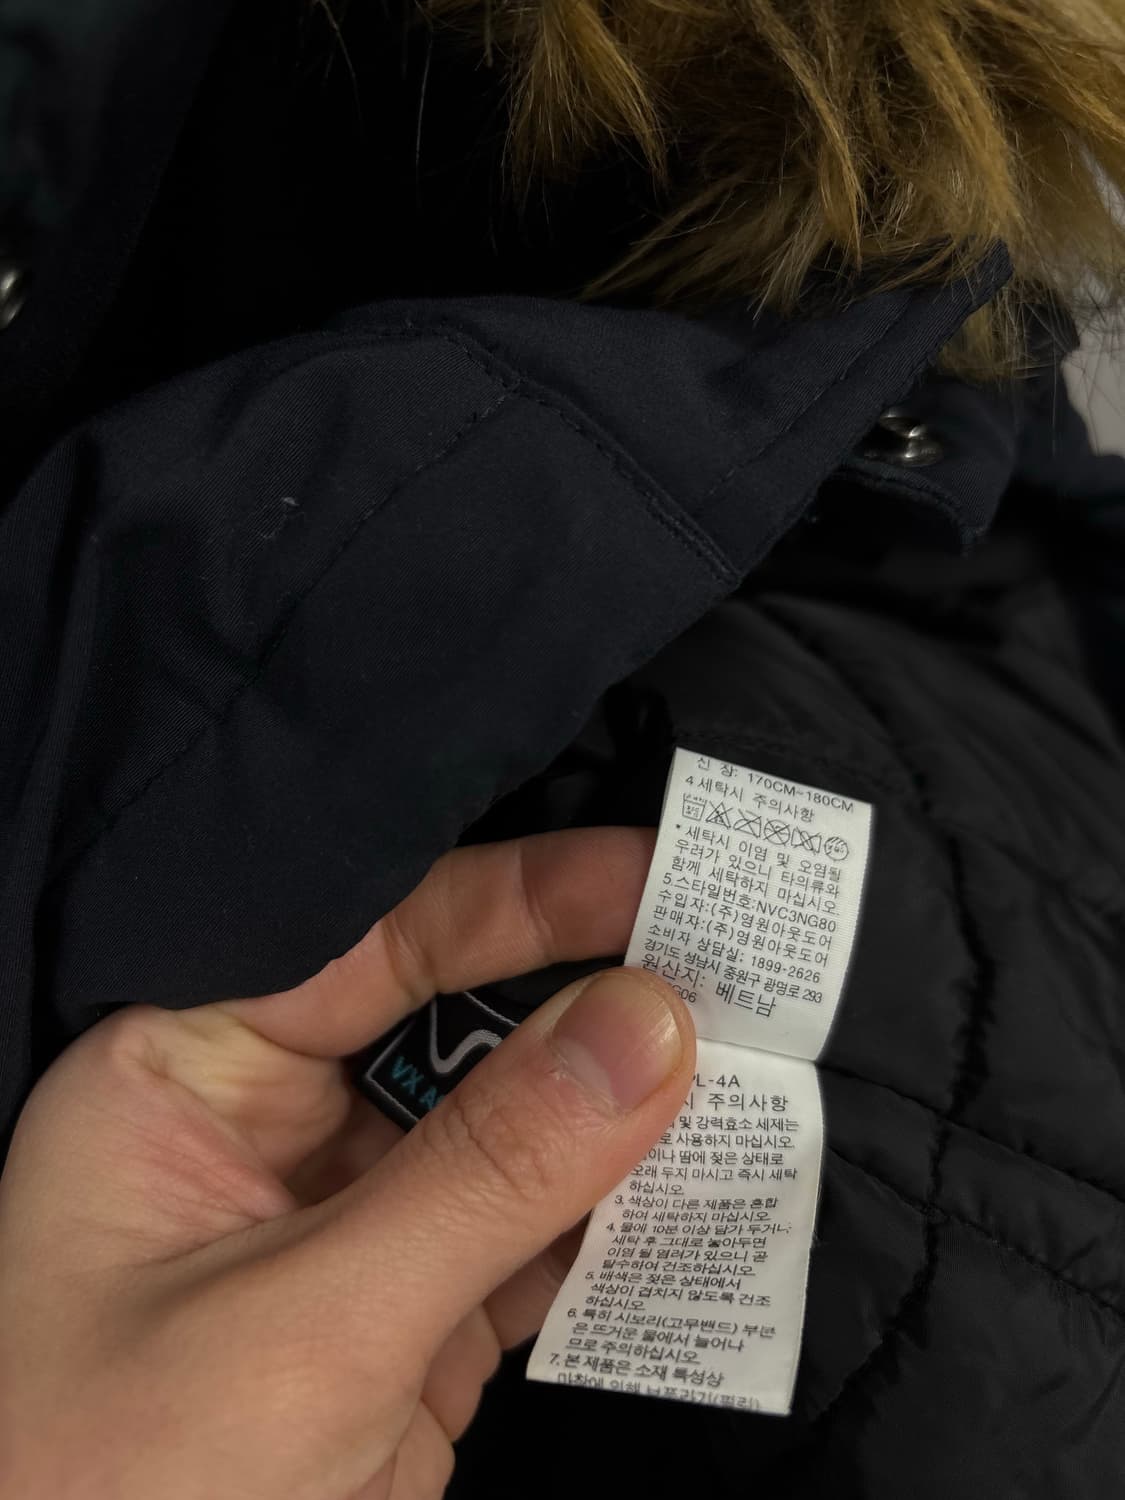 신 장: 170CM~180CM
4 세탁시 주의사항
* 세탁시 이염 및 오염될
우려가 있으니 타의류와
함께 세탁하지 마십시오.
5.스타일번호:NVC3NG80
수입자:(주)영원아웃도어
판매자:(주)영원아웃도어
소비자 상담실: 1899-2626
경기도 성남시 중원구 광명로 293
원산지: 베트남
G06
VX A
PL-4A
시 주의사항
및 강력효소 세제는
로 사용하지 마십시오.
이나 땀에 젖은 상태로
오래 두지 마시고 즉시 세탁
하십시오.
3. 색상이 다른 제품은 혼합
하여 세탁하지 마십시오.
4. 물에 10분 이상 담가 두거나,
세탁 후 그대로 놓아두면
이염 될 염려가 있으니 곧
탈수하여 건조하십시오.
5. 배색은 젖은 상태에서
색상이 겹치지 않도록 건조
하십시오.
6. 특히 시보리(고무밴드) 부분
은 뜨거운 물에서 늘어나
므로 주의하십시오.
7. 본 제품은 소재 특성상
마찰에 의해 보푸라기(필링)